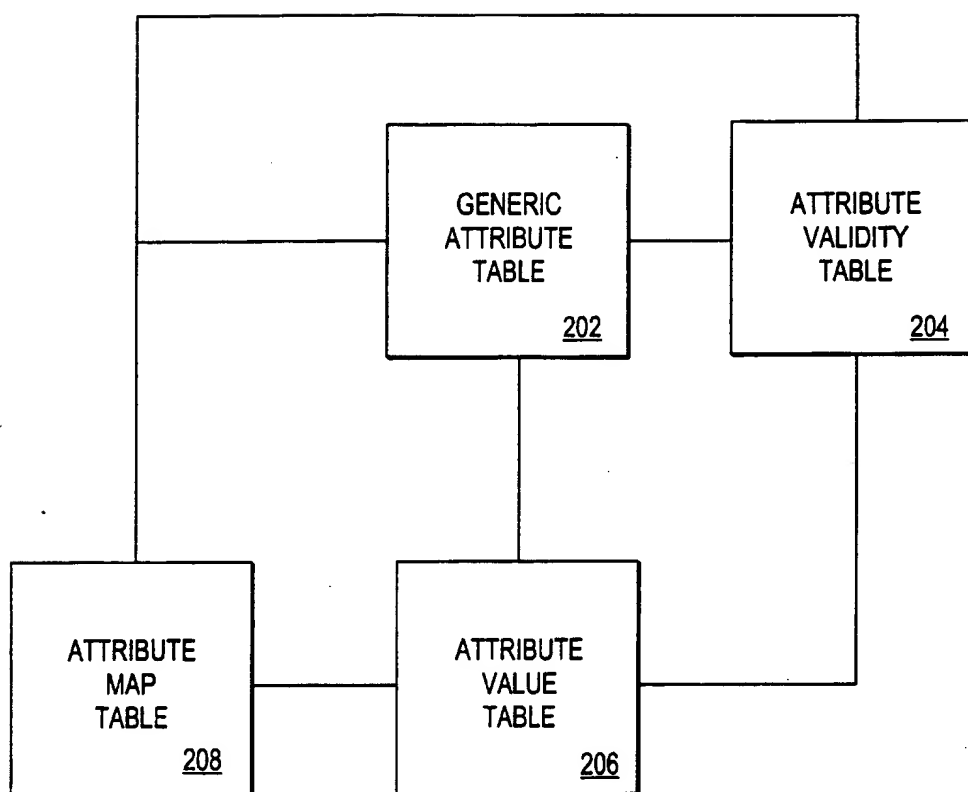 GENERIC
ATTRIBUTE
TABLE
202
ATTRIBUTE
VALIDITY
TABLE
204
ATTRIBUTE
MAP
TABLE
208
ATTRIBUTE
VALUE
TABLE
206